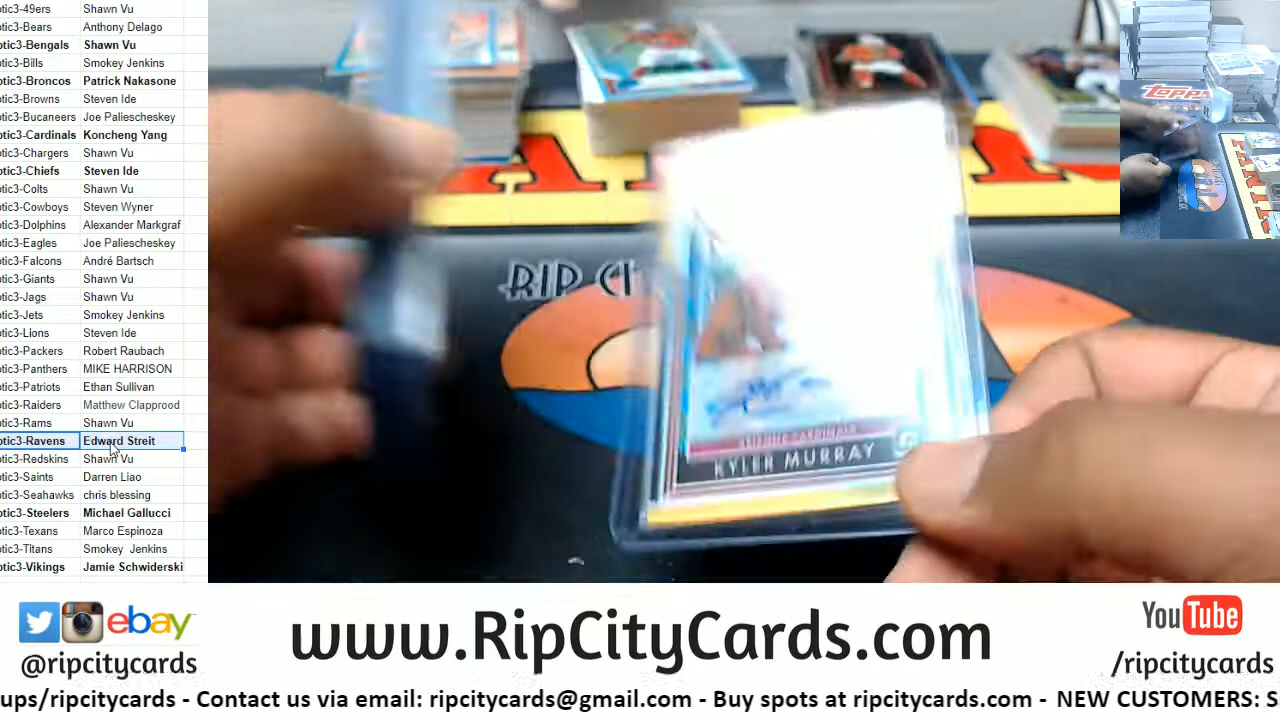 otic3-49ers Shawn Vu
otic3-Bears Anthony Delago
otic3-Bengals Shawn Vu
otic3-Bills Smokey Jenkins
otic3-Broncos Patrick Nakasone
otic3-Browns Steven Ide
otic3-Bucaneers Joe Paliescheskey
otic3-Cardinals Koncheng Yang
otic3-Chargers Shawn Vu
otic3-Chiefs Steven Ide
otic3-Colts Shawn Vu
otic3-Cowboys Steven Wyner
otic3-Dolphins Alexander Markgraf
otic3-Eagles Joe Paliescheskey
otic3-Falcons André Bartsch
otic3-Giants Shawn Vu
otic3-Jags Shawn Vu
otic3-Jets Smokey Jenkins
otic3-Lions Steven Ide
otic3-Packers Robert Raubach
otic3-Panthers MIKE HARRISON
otic3-Patriots Ethan Sullivan
otic3-Raiders Matthew Clapprood
otic3-Rams Shawn Vu
otic3-Ravens Edward Streit
otic3-Redskins Shawn Vu
otic3-Saints Darren Liao
otic3-Seahawks chris blessing
otic3-Steelers Michael Gallucci
otic3-Texans Marco Espinoza
otic3-Titans Smokey Jenkins
otic3-Vikings Jamie Schwiderski
RIP CI
ARIZONA CARDINALS
KYLER MURRAY
TOPPS
ebay
@ripcitycards
www.RipCityCards.com
YouTube
/ripcitycards
ups/ripcitycards - Contact us via email: ripcitycards@gmail.com - Buy spots at ripcitycards.com - NEW CUSTOMERS: S